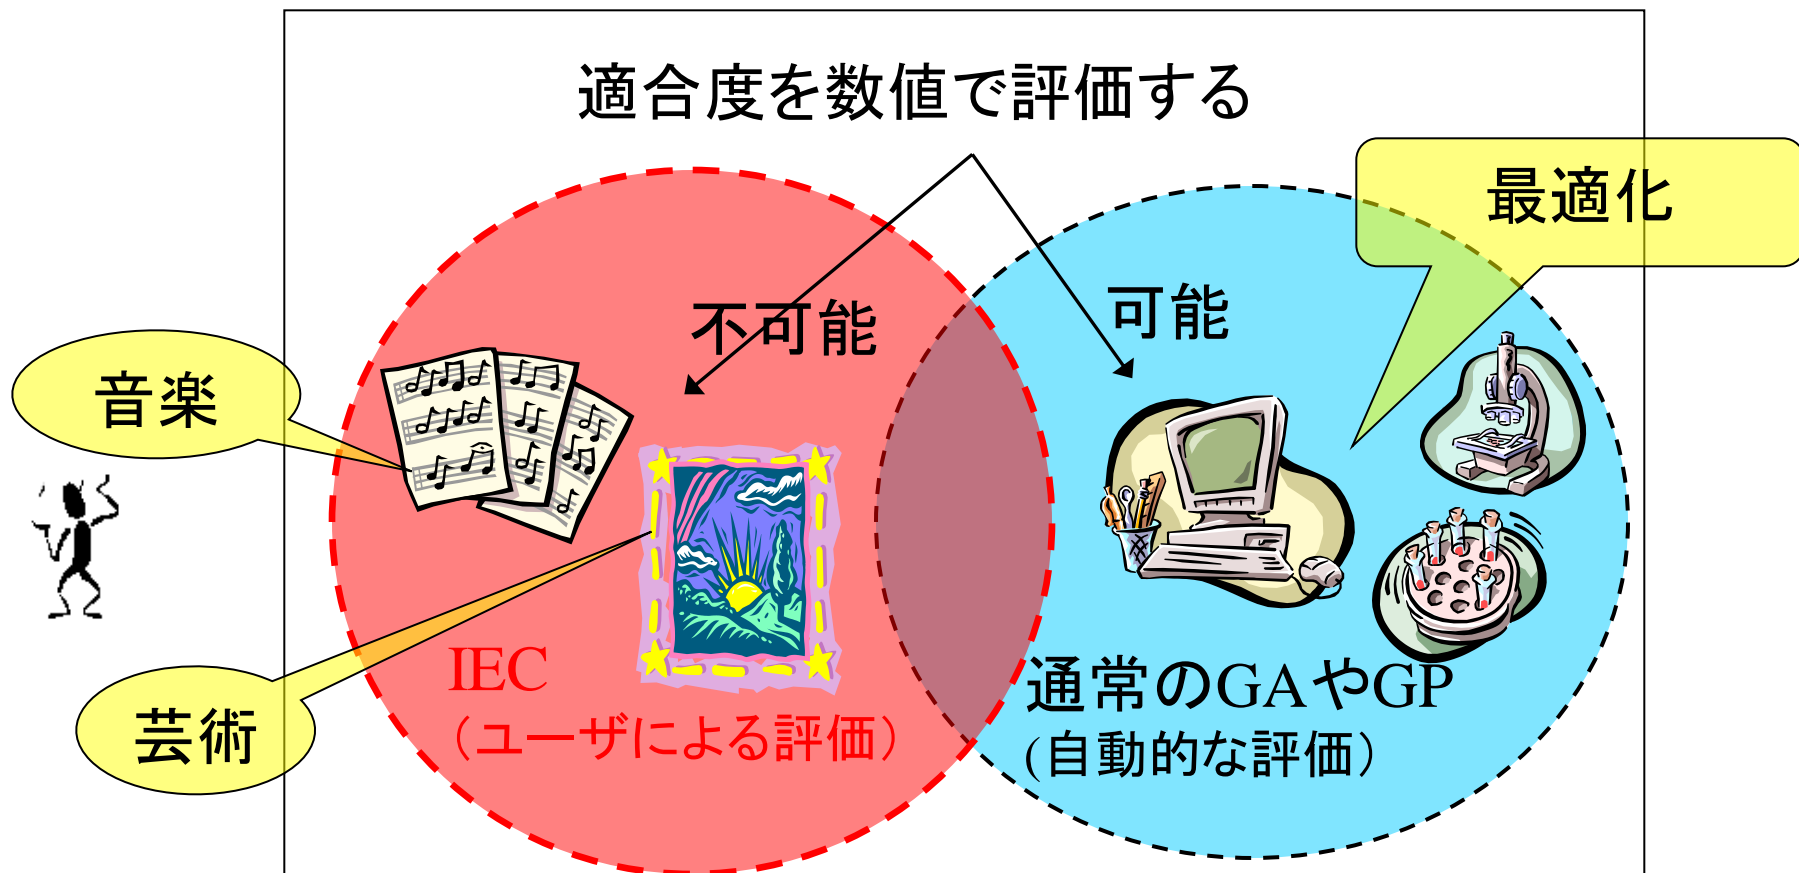 適合度を数値で評価する
最適化
不可能
可能
音楽
芸術
IEC
（ユーザによる評価）
通常のGAやGP
(自動的な評価）